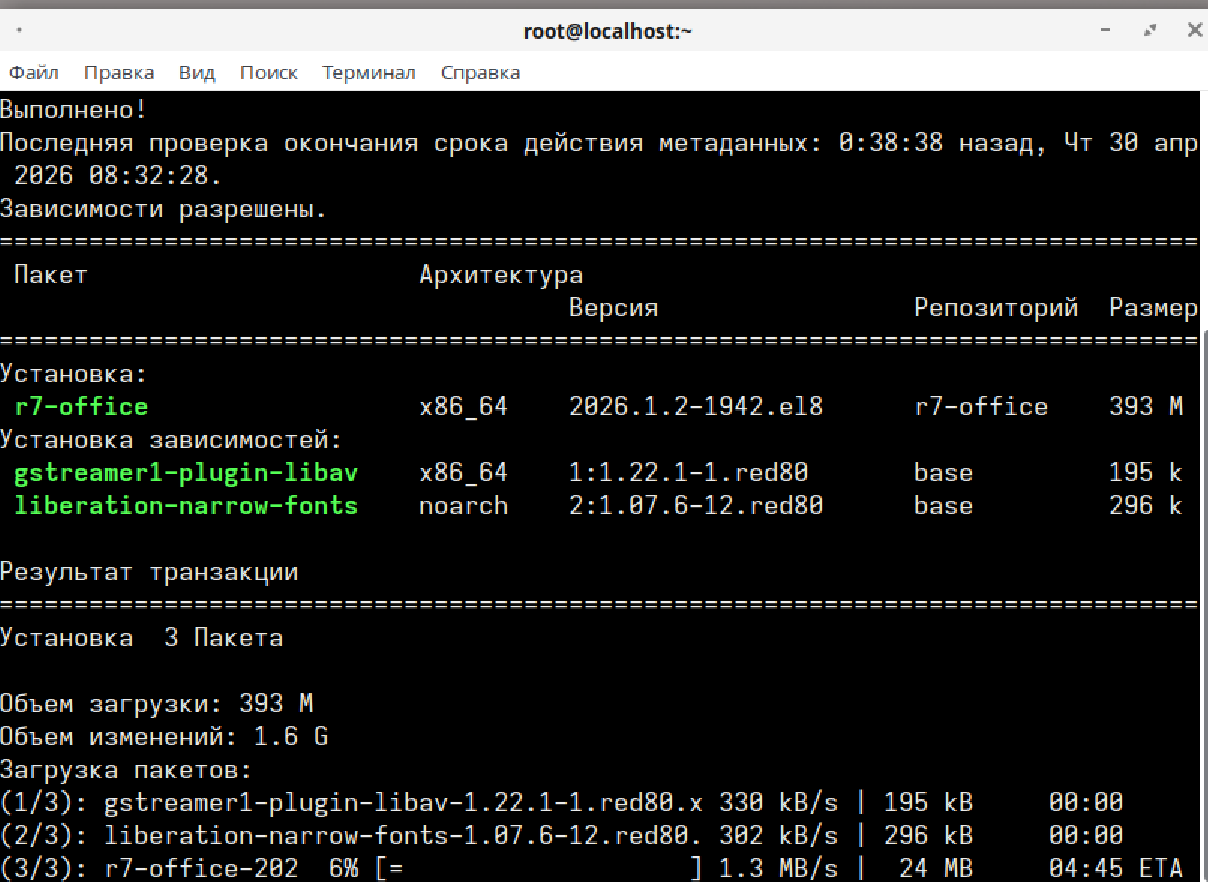 root@localhost:~
Файл Правка Вид Поиск Терминал Справка
Выполнено!
Последняя проверка окончания срока действия метаданных: 0:38:38 назад, Чт 30 апр
2026 08:32:28.
Зависимости разрешены.
================================================================================
Пакет Архитектура
Версия Репозиторий Размер
================================================================================
Установка:
r7-office x86_64 2026.1.2-1942.el8 r7-office 393 M
Установка зависимостей:
gstreamer1-plugin-libav x86_64 1:1.22.1-1.red80 base 195 k
liberation-narrow-fonts noarch 2:1.07.6-12.red80 base 296 k
Результат транзакции
================================================================================
Установка 3 Пакета
Объем загрузки: 393 M
Объем изменений: 1.6 G
Загрузка пакетов:
(1/3): gstreamer1-plugin-libav-1.22.1-1.red80.x 330 kB/s | 195 kB 00:00
(2/3): liberation-narrow-fonts-1.07.6-12.red80. 302 kB/s | 296 kB 00:00
(3/3): r7-office-202 6% [= ] 1.3 MB/s | 24 MB 04:45 ETA